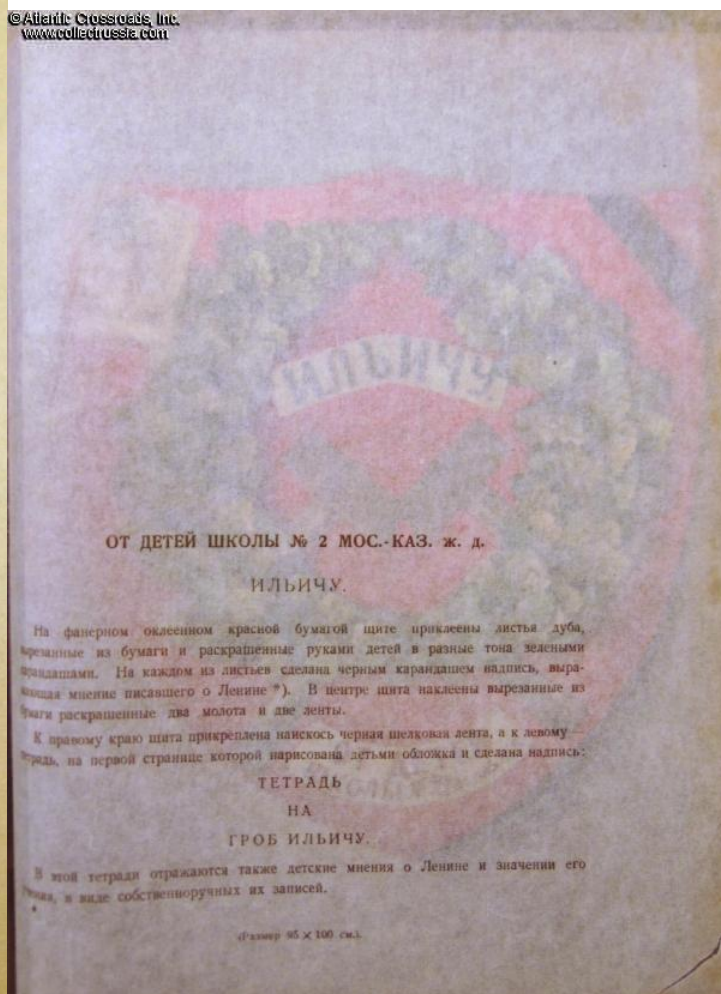 © Atlantic Crossroads, Inc.
www.collectrussia.com
ИЛЬИЧУ
ОТ ДЕТЕЙ ШКОЛЫ № 2 МОС.-КАЗ. ж. д.
ИЛЬИЧУ.
На фанерном оклеенном красной бумагой щите приклеены листья дуба,
вырезанные из бумаги и раскрашенные руками детей в разные тона зелеными
карандашами. На каждом из листьев сделана черным карандашем надпись, выра-
жающая мнение писавшего о Ленине *). В центре щита наклеены вырезанные из
бумаги раскрашенные два молота и две ленты.
К правому краю щита прикреплена наискось черная шелковая лента, а к левому —
тетрадь, на первой странице которой нарисована детьми обложка и сделана надпись:
ТЕТРАДЬ
НА
ГРОБ ИЛЬИЧУ.
В этой тетради отражаются также детские мнения о Ленине и значении его
учения, в виде собственноручных их записей.
(Размер 95 × 100 см.).